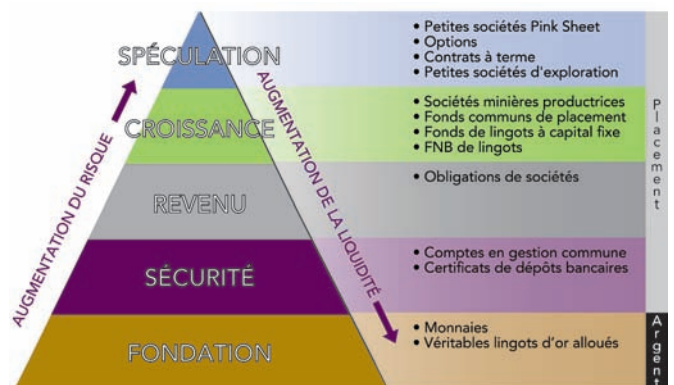 SPÉCULATION
• Petites sociétés Pink Sheet
• Options
• Contrats à terme
• Petites sociétés d'exploration
CROISSANCE
• Sociétés minières productrices
• Fonds communs de placement
• Fonds de lingots à capital fixe
• FNB de lingots
REVENU
• Obligations de sociétés
SÉCURITÉ
• Comptes en gestion commune
• Certificats de dépôts bancaires
FONDATION
• Monnaies
• Véritables lingots d'or alloués
AUGMENTATION DU RISQUE
AUGMENTATION DE LA LIQUIDITÉ
Placement
Argent